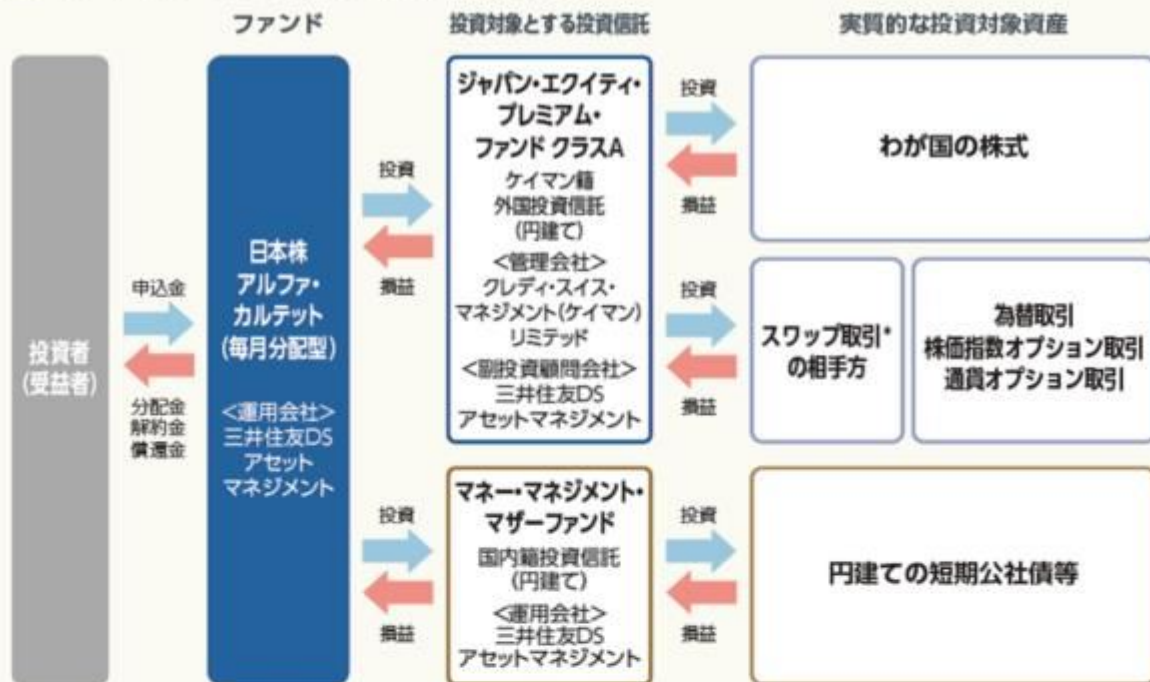 ファンド
投資対象とする投資信託
実質的な投資対象資産
投資者
(受益者)
申込金
分配金
解約金
償還金
日本株
アルファ・
カルテット
(毎月分配型)
<運用会社>
三井住友DS
アセット
マネジメント
投資
損益
ジャパン・エクイティ・
プレミアム・
ファンド クラスA
ケイマン籍
外国投資信託
(円建て)
<管理会社>
クレディ・スイス・
マネジメント(ケイマン)
リミテッド
<副投資顧問会社>
三井住友DS
アセットマネジメント
投資
損益
わが国の株式
投資
損益
スワップ取引*
の相手方
為替取引
株価指数オプション取引
通貨オプション取引
投資
損益
マネー・マネジメント・
マザーファンド
国内籍投資信託
(円建て)
<運用会社>
三井住友DS
アセットマネジメント
投資
損益
円建ての短期公社債等